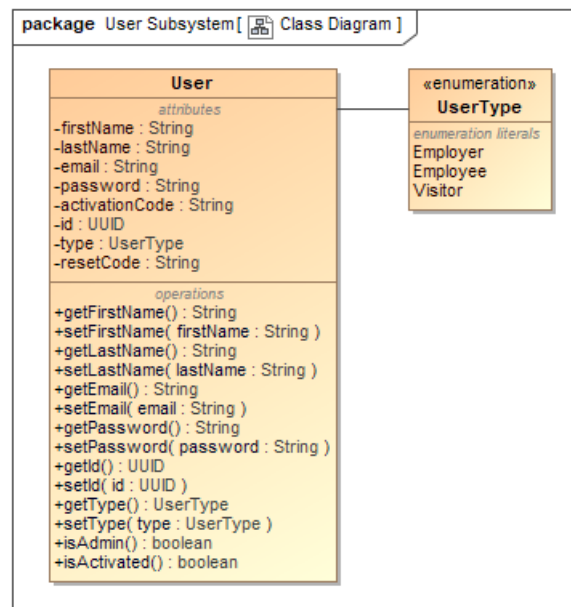 package User Subsystem[ Class Diagram ]
User
attributes
-firstName : String
-lastName : String
-email : String
-password : String
-activationCode : String
-id : UUID
-type : UserType
-resetCode : String
operations
+getFirstName() : String
+setFirstName( firstName : String )
+getLastName() : String
+setLastName( lastName : String )
+getEmail() : String
+setEmail( email : String )
+getPassword() : String
+setPassword( password : String )
+getId() : UUID
+setId( id : UUID )
+getType() : UserType
+setType( type : UserType )
+isAdmin() : boolean
+isActivated() : boolean
«enumeration»
UserType
enumeration literals
Employer
Employee
Visitor